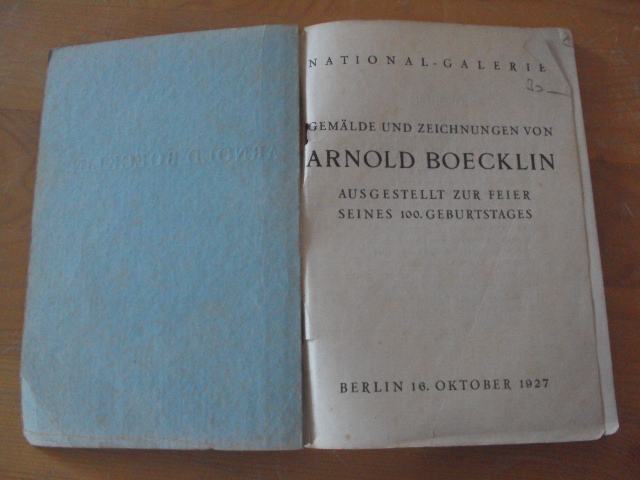 NATIONAL-GALERIE
GEMÄLDE UND ZEICHNUNGEN VON
ARNOLD BOECKLIN
AUSGESTELLT ZUR FEIER
SEINES 100. GEBURTSTAGES
BERLIN 16. OKTOBER 1927